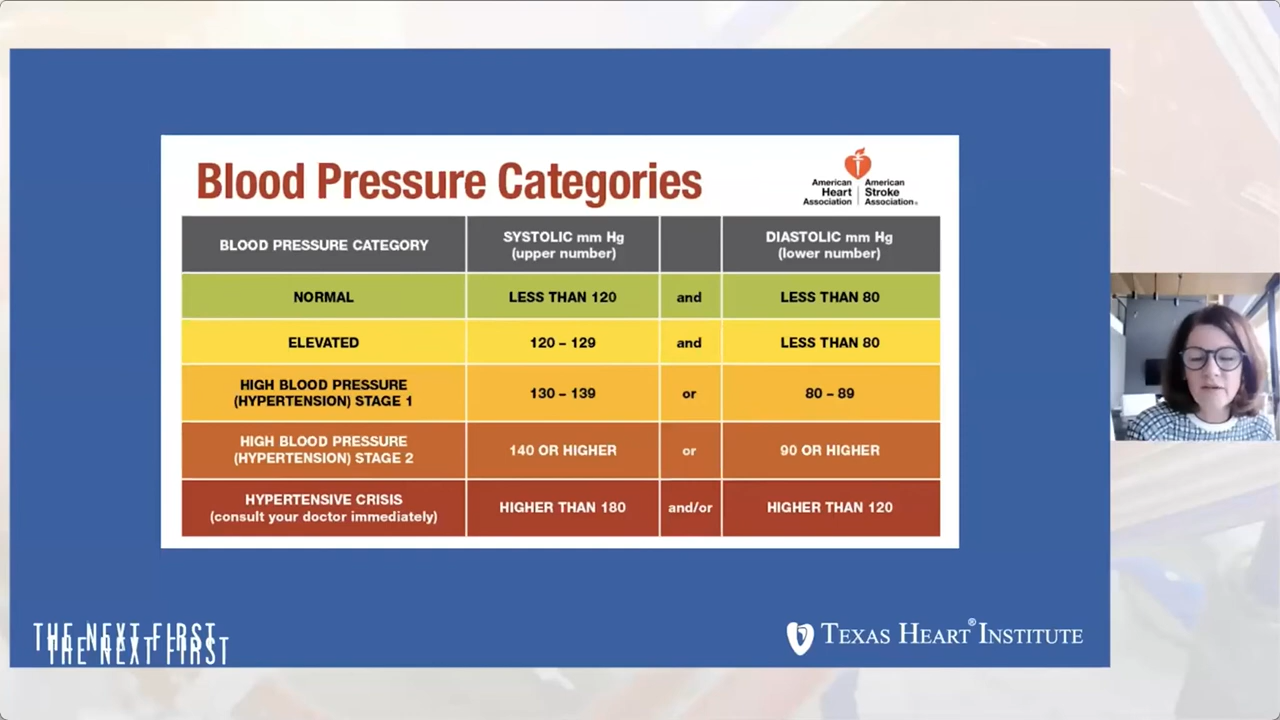 Blood Pressure Categories
American Heart Association
American Stroke Association®
BLOOD PRESSURE CATEGORY
SYSTOLIC mm Hg
(upper number)
DIASTOLIC mm Hg
(lower number)
NORMAL
LESS THAN 120
and
LESS THAN 80
ELEVATED
120 – 129
and
LESS THAN 80
HIGH BLOOD PRESSURE
(HYPERTENSION) STAGE 1
130 – 139
or
80 – 89
HIGH BLOOD PRESSURE
(HYPERTENSION) STAGE 2
140 OR HIGHER
or
90 OR HIGHER
HYPERTENSIVE CRISIS
(consult your doctor immediately)
HIGHER THAN 180
and/or
HIGHER THAN 120
THE NEXT FIRST
THE NEXT FIRST
TEXAS HEART® INSTITUTE